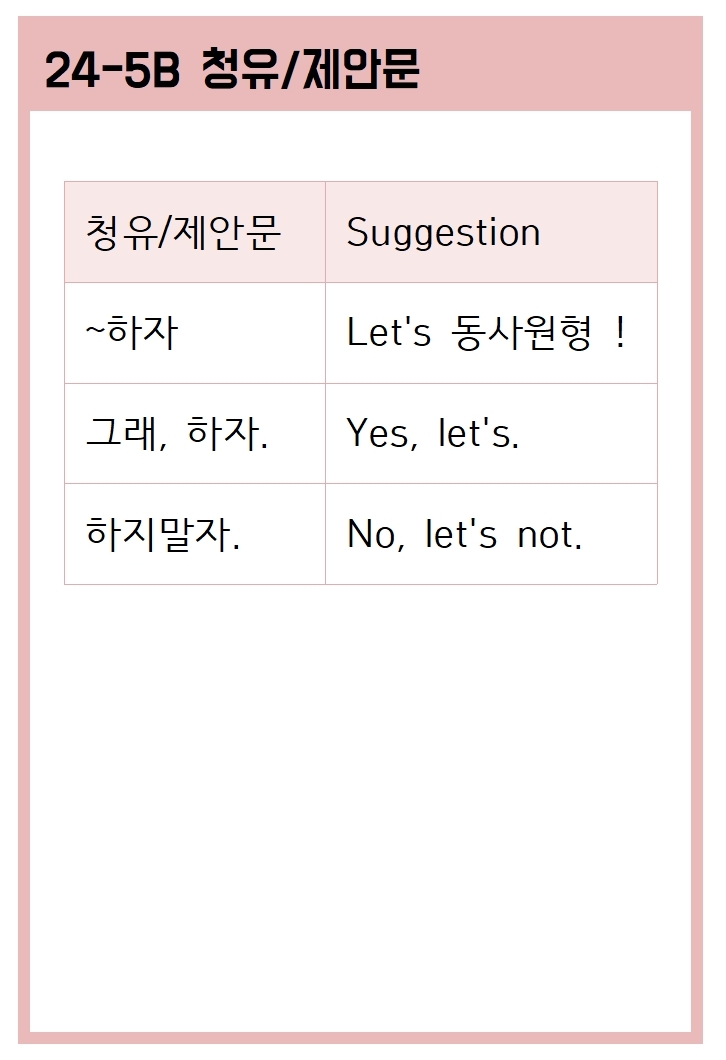 24-5B 청유/제안문
청유/제안문 Suggestion
~하자 Let's 동사원형 !
그래, 하자. Yes, let's.
하지말자. No, let's not.